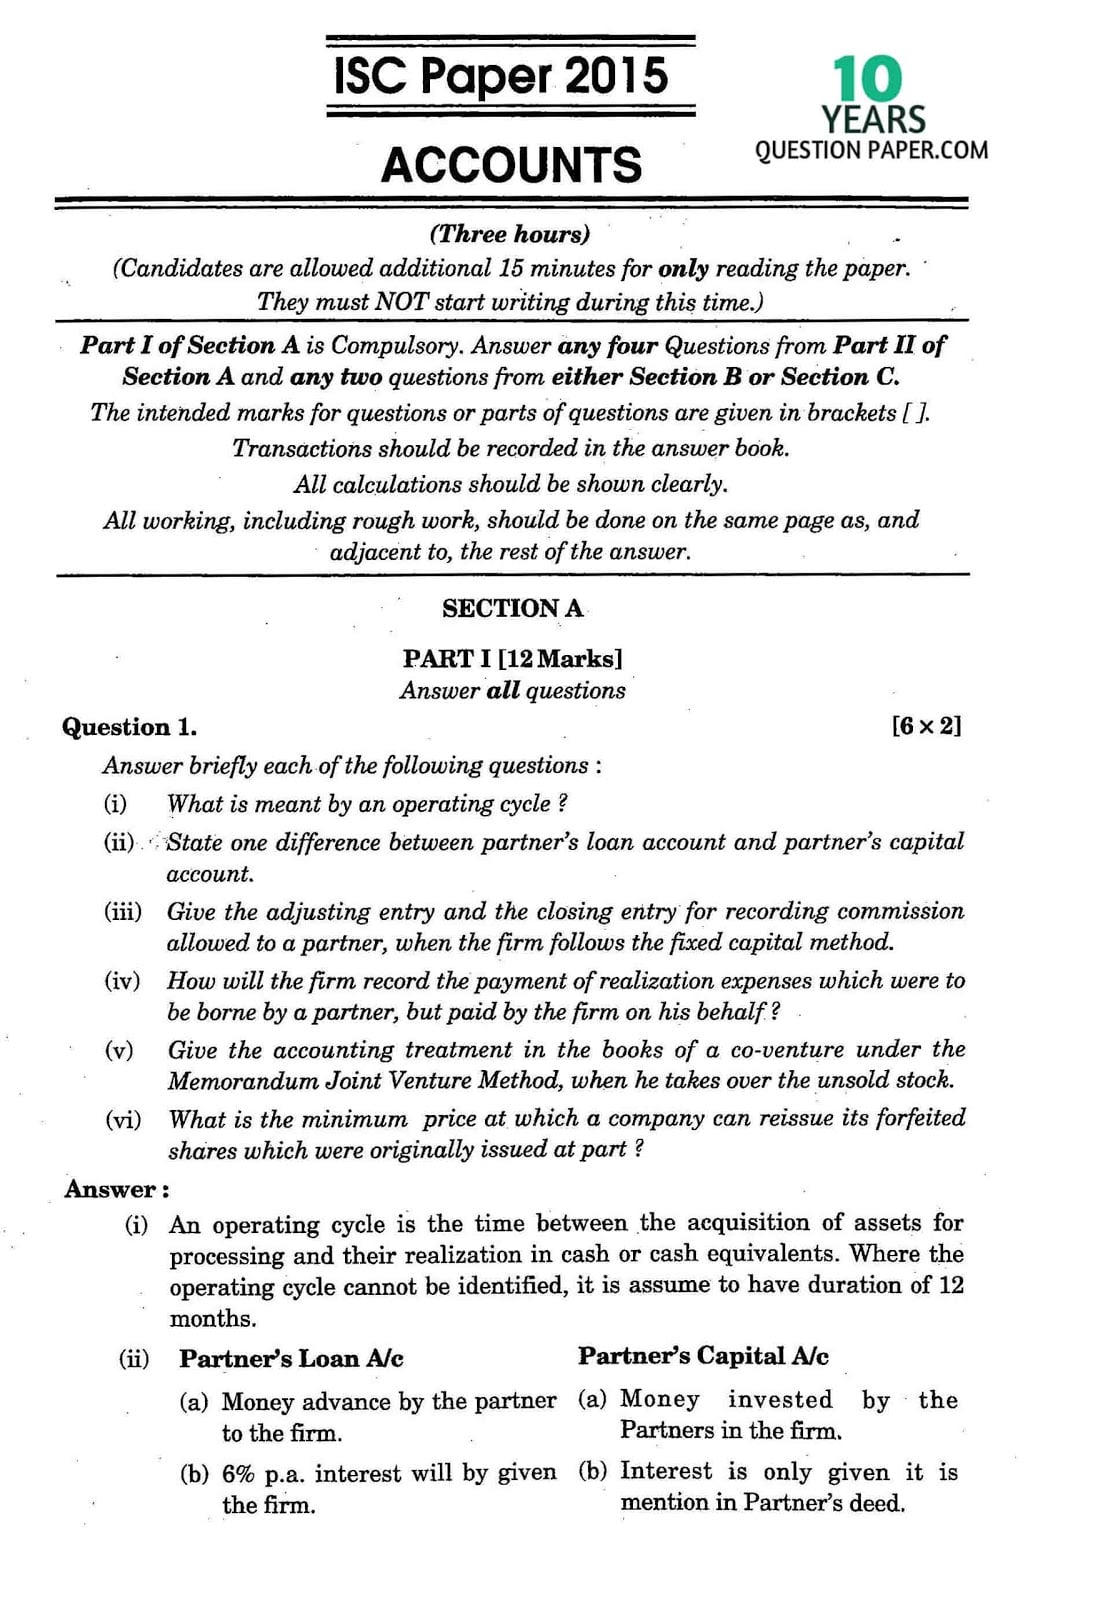 ISC Paper 2015
10
YEARS
QUESTION PAPER.COM
ACCOUNTS
(Three hours)
(Candidates are allowed additional 15 minutes for only reading the paper.
They must NOT start writing during this time.)
Part I of Section A is Compulsory. Answer any four Questions from Part II of
Section A and any two questions from either Section B or Section C.
The intended marks for questions or parts of questions are given in brackets [ ].
Transactions should be recorded in the answer book.
All calculations should be shown clearly.
All working, including rough work, should be done on the same page as, and
adjacent to, the rest of the answer.
SECTION A
PART I [12 Marks]
Answer all questions
Question 1. [6 × 2]
Answer briefly each of the following questions :
(i) What is meant by an operating cycle ?
(ii) State one difference between partner's loan account and partner's capital
account.
(iii) Give the adjusting entry and the closing entry for recording commission
allowed to a partner, when the firm follows the fixed capital method.
(iv) How will the firm record the payment of realization expenses which were to
be borne by a partner, but paid by the firm on his behalf ?
(v) Give the accounting treatment in the books of a co-venture under the
Memorandum Joint Venture Method, when he takes over the unsold stock.
(vi) What is the minimum price at which a company can reissue its forfeited
shares which were originally issued at part ?
Answer :
(i) An operating cycle is the time between the acquisition of assets for
processing and their realization in cash or cash equivalents. Where the
operating cycle cannot be identified, it is assume to have duration of 12
months.
(ii) Partner's Loan A/c Partner's Capital A/c
(a) Money advance by the partner (a) Money invested by the
to the firm. Partners in the firm.
(b) 6% p.a. interest will by given (b) Interest is only given it is
the firm. mention in Partner's deed.